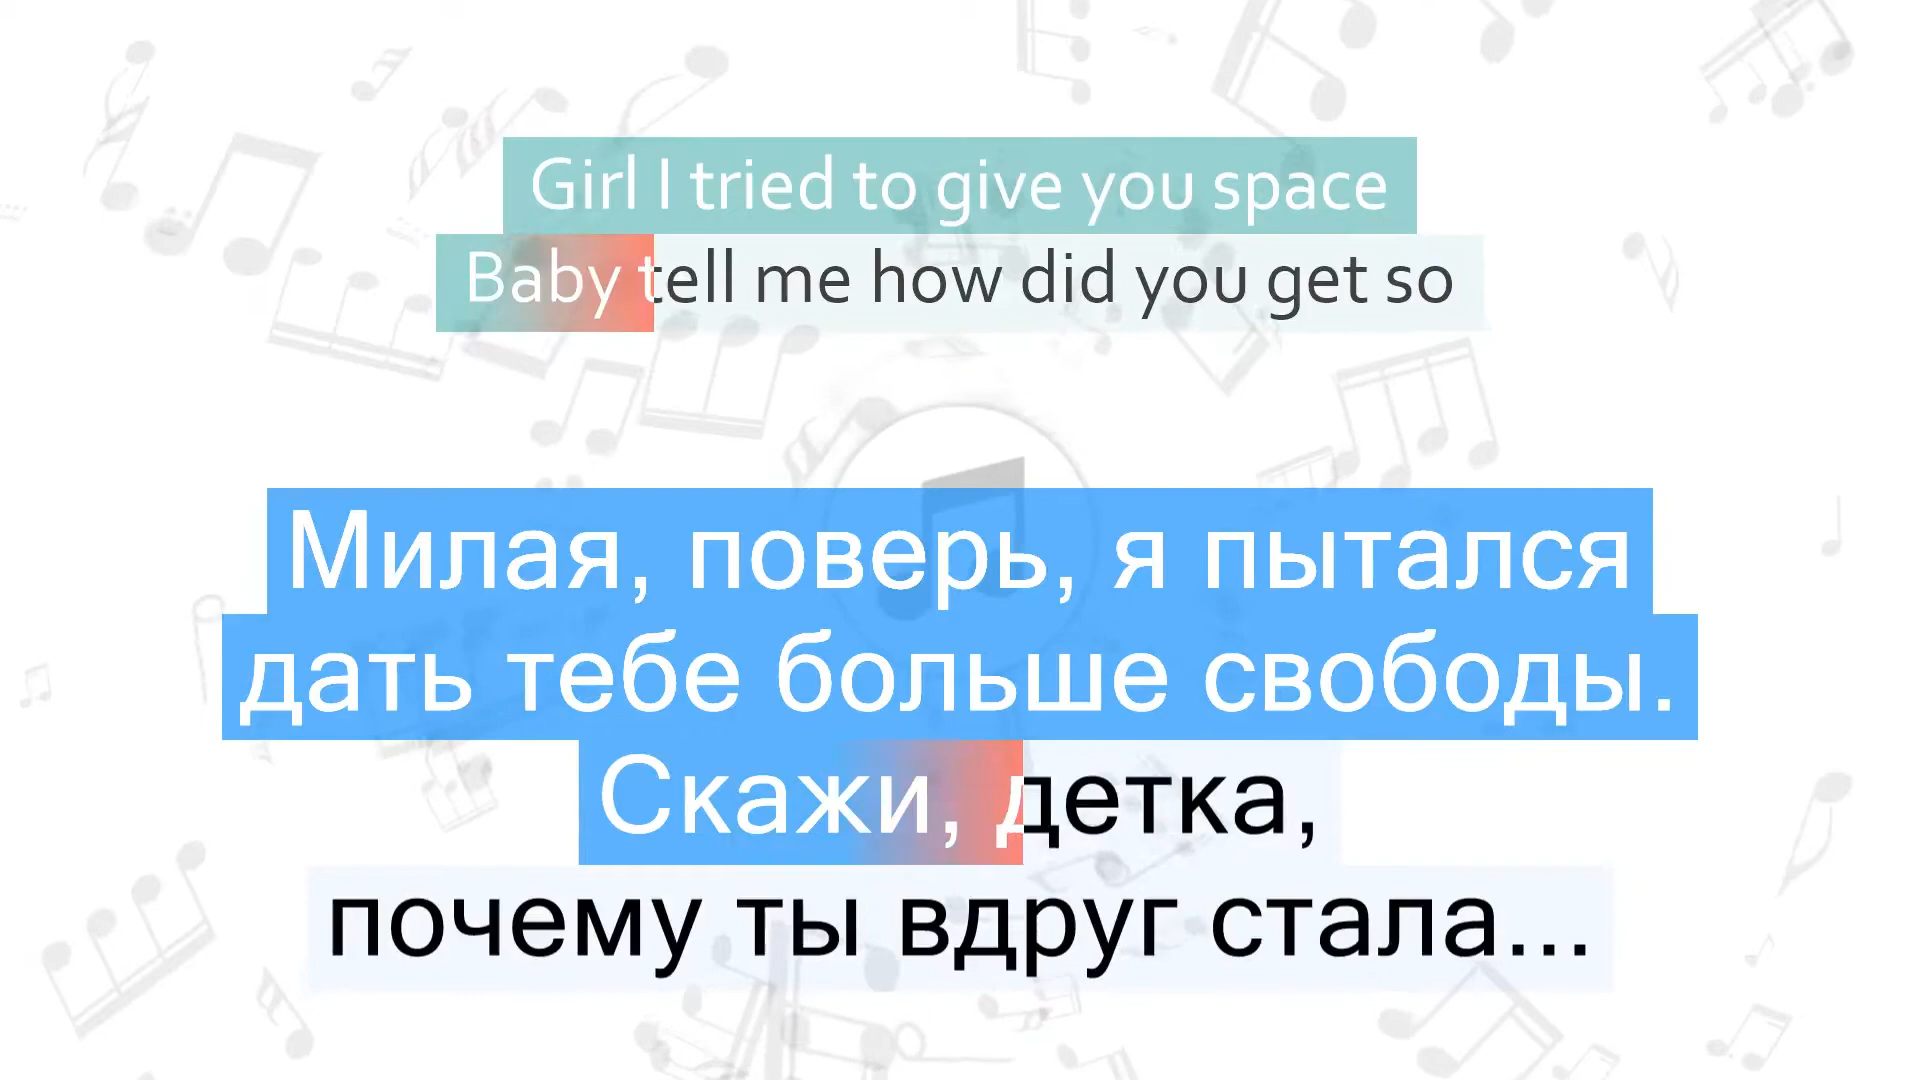 Girl I tried to give you space
Baby tell me how did you get so
Милая, поверь, я пытался
дать тебе больше свободы.
Скажи, детка,
почему ты вдруг стала...